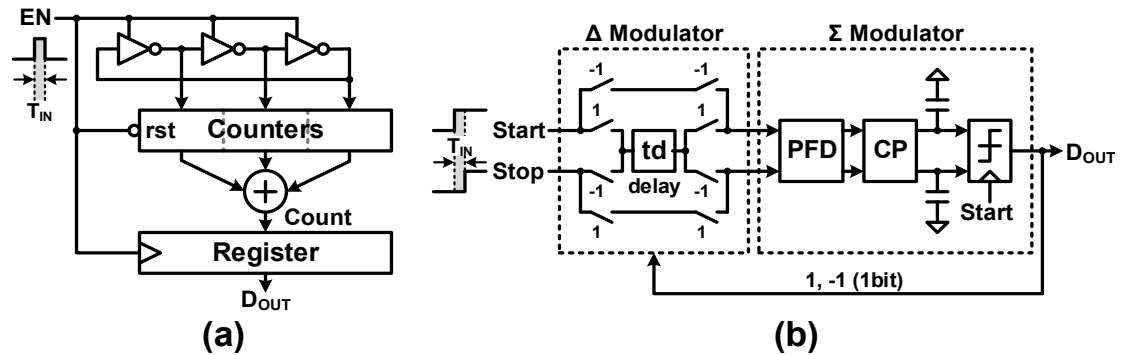 EN
T_IN
rst
Counters
+
Count
Register
D_OUT
(a)
Δ Modulator
Σ Modulator
-1
-1
1
1
Start
T_IN
Stop
td
delay
-1
-1
1
1
PFD
CP
D_OUT
Start
1, -1 (1bit)
(b)